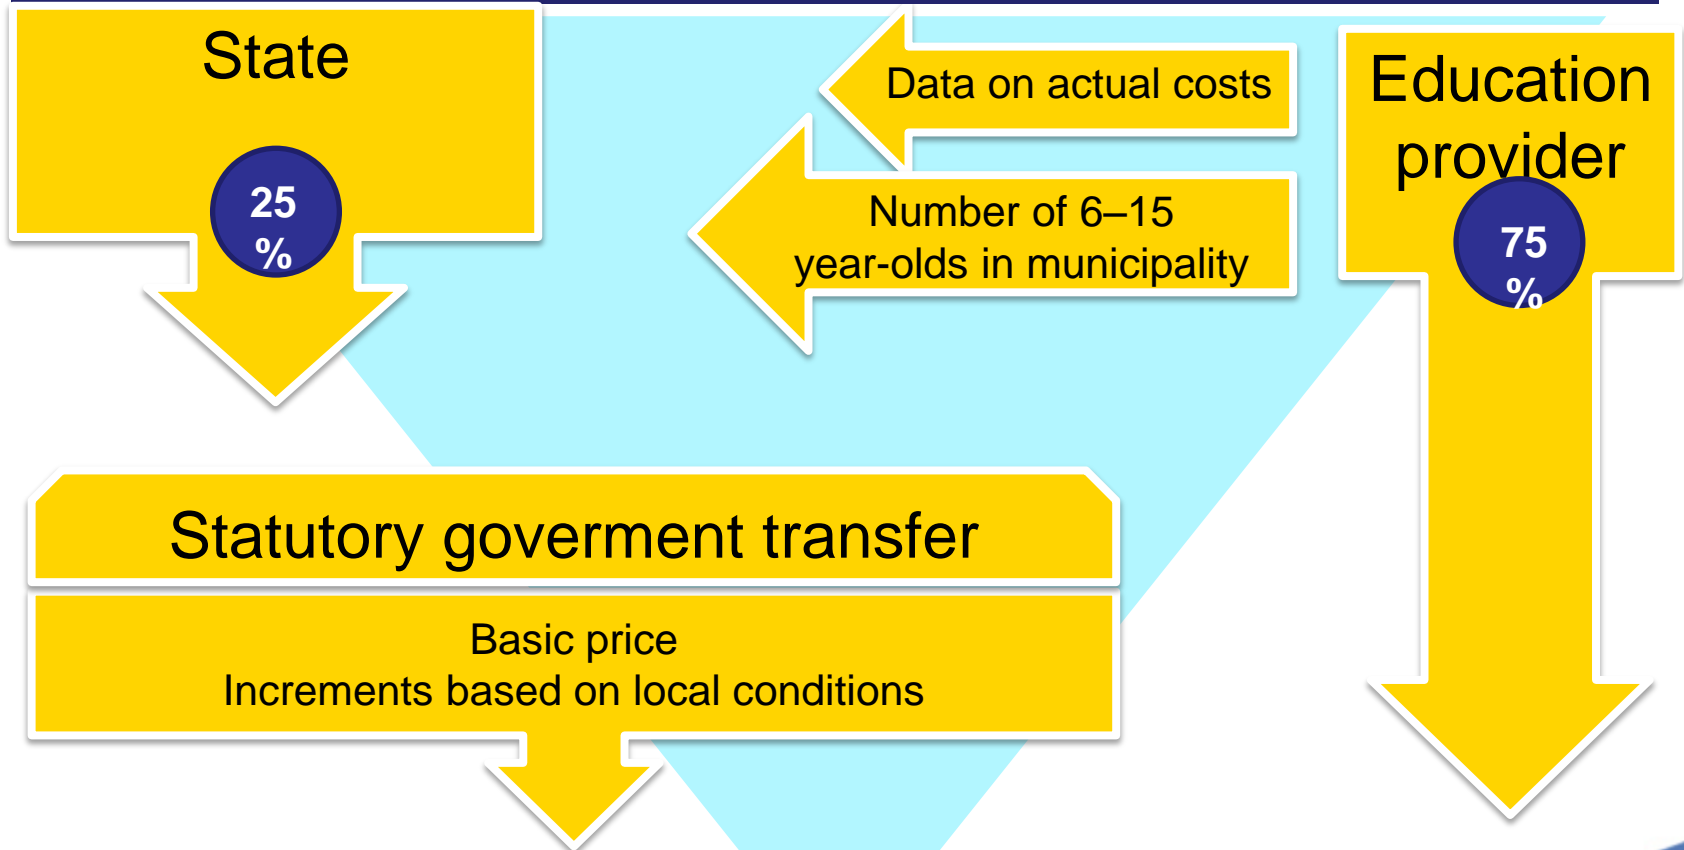 State
25
%
Data on actual costs
Number of 6–15
year-olds in municipality
Education
provider
75
%
Statutory goverment transfer
Basic price
Increments based on local conditions